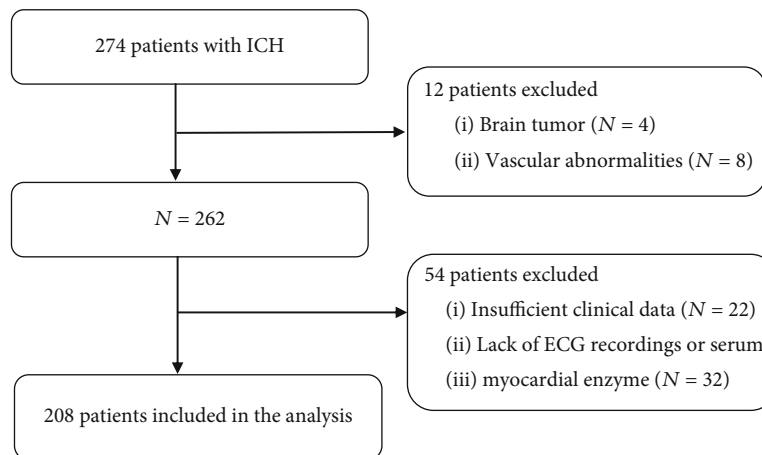 274 patients with ICH
12 patients excluded
(i) Brain tumor (N = 4)
(ii) Vascular abnormalities (N = 8)
N = 262
54 patients excluded
(i) Insufficient clinical data (N = 22)
(ii) Lack of ECG recordings or serum
(iii) myocardial enzyme (N = 32)
208 patients included in the analysis